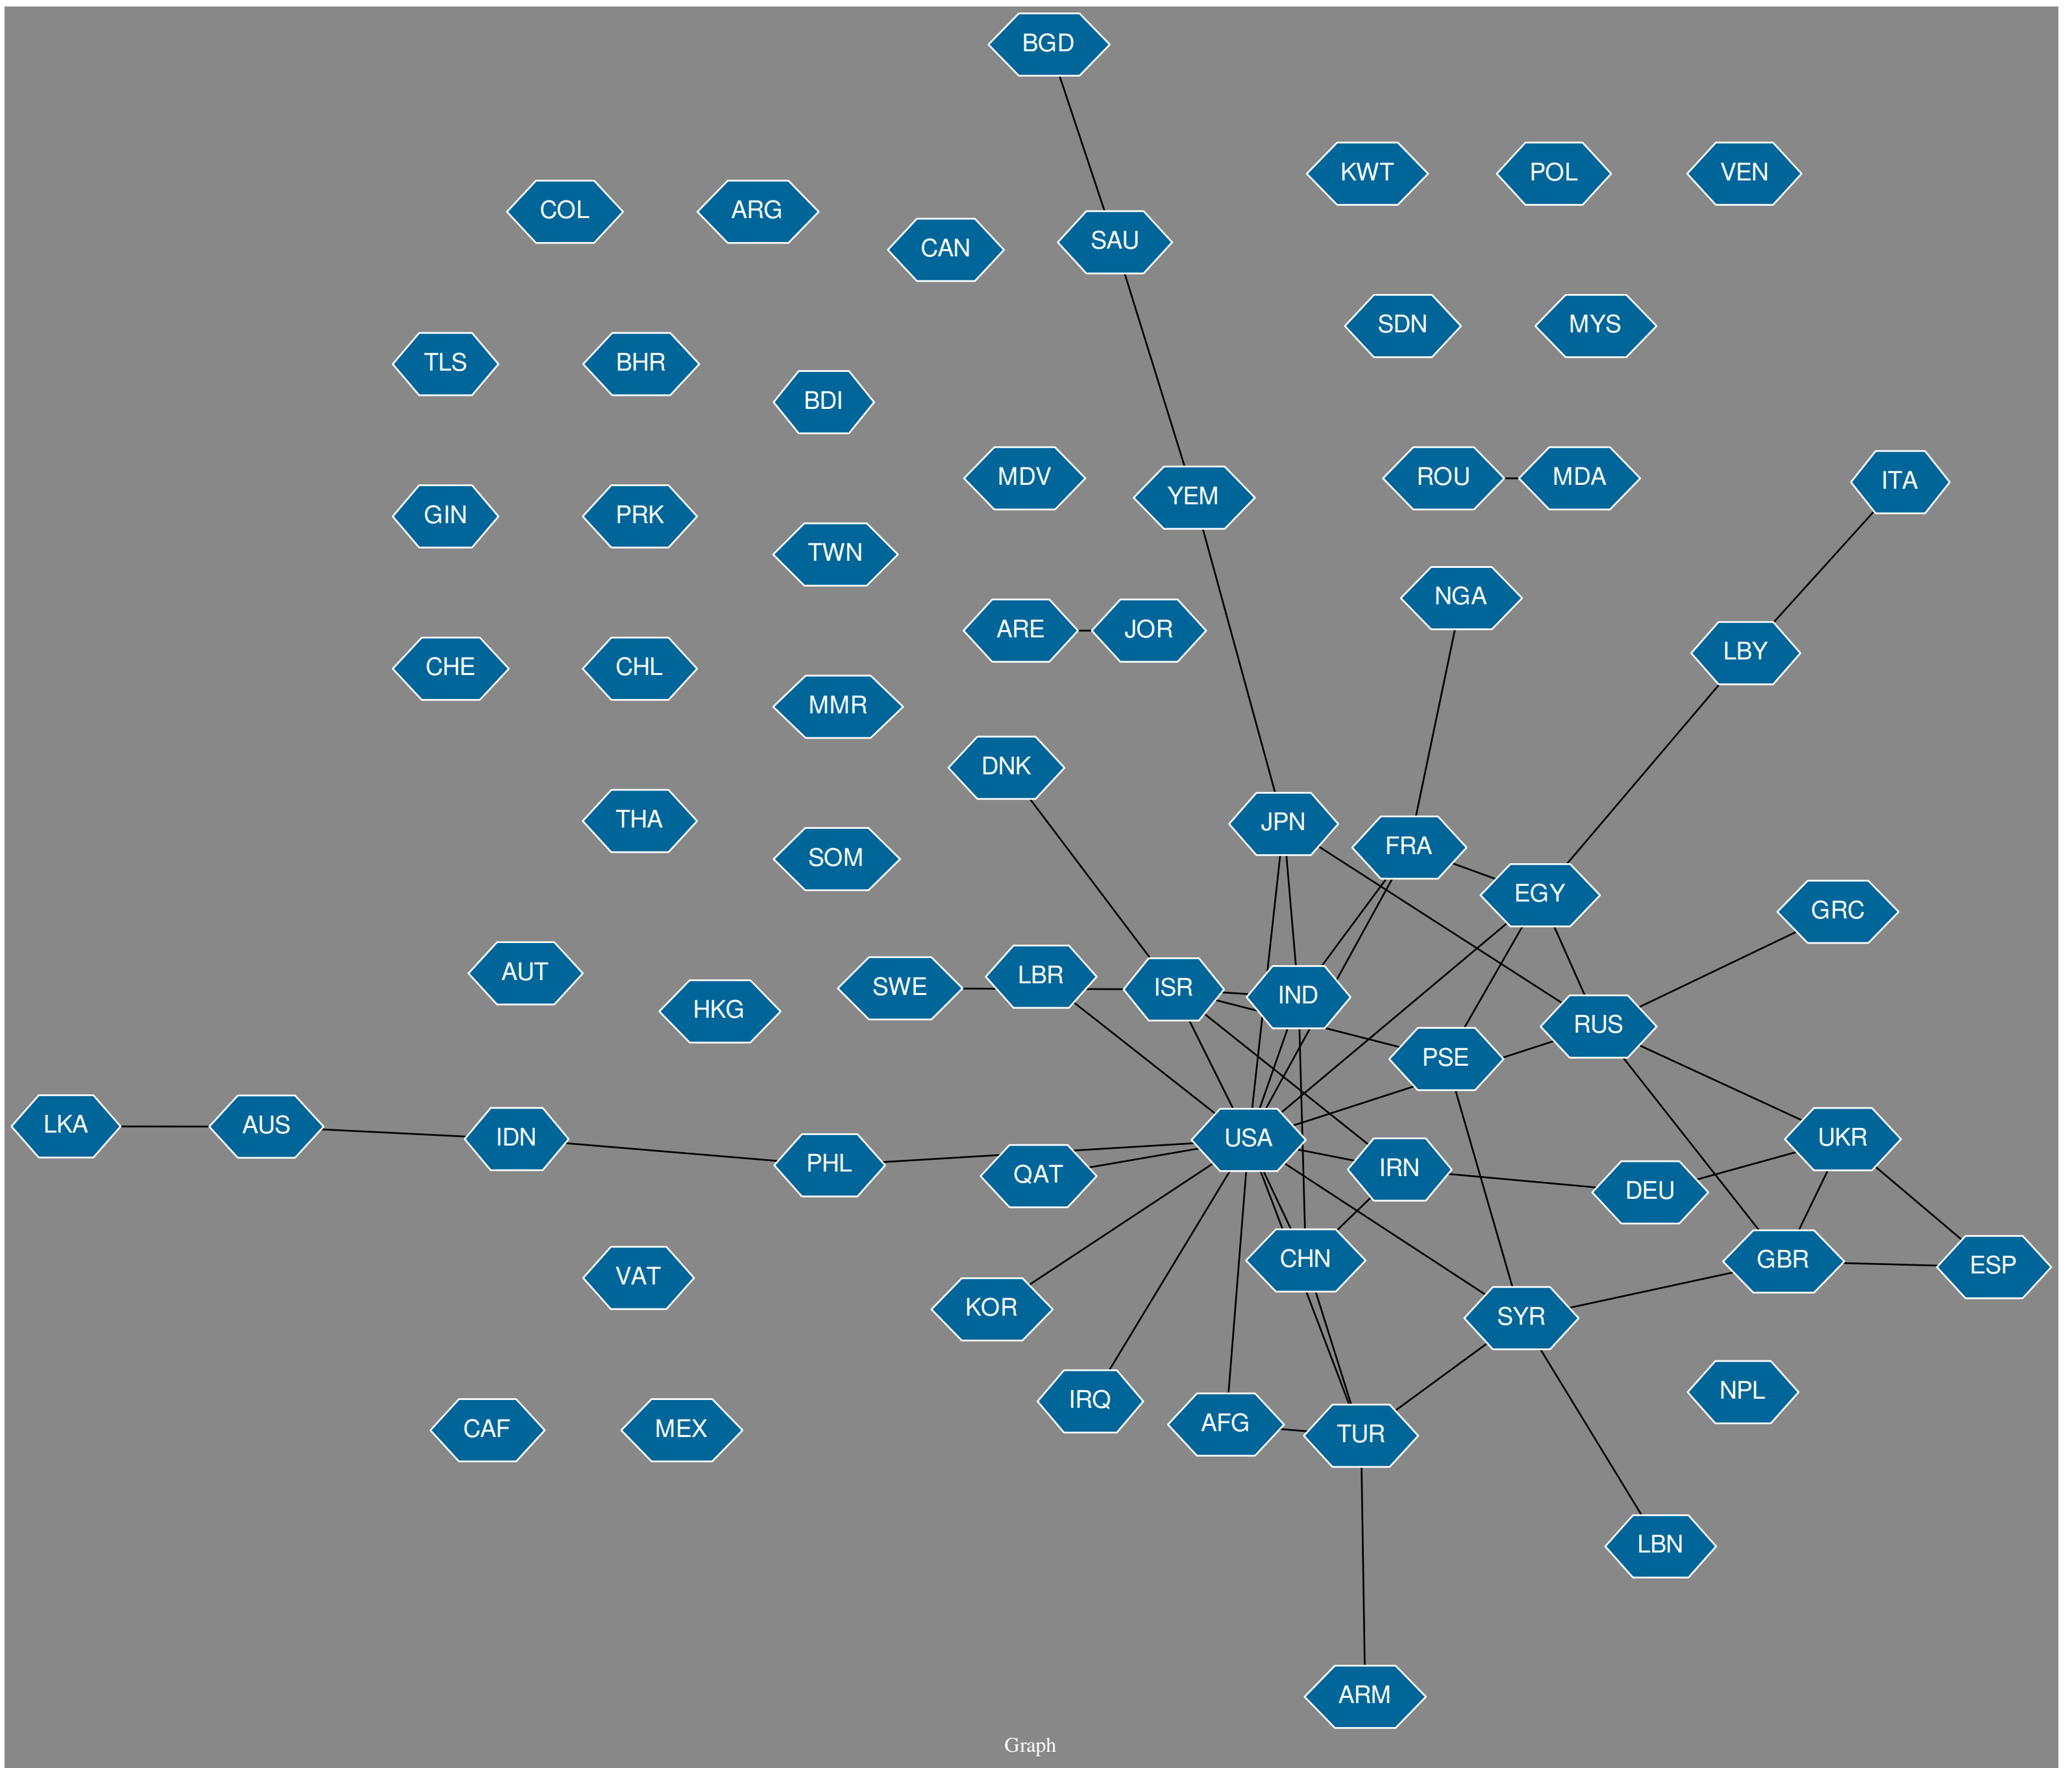 BGD
KWT
POL
VEN
COL
ARG
CAN
SAU
SDN
MYS
TLS
BHR
BDI
MDV
YEM
ROU
MDA
ITA
GIN
PRK
TWN
NGA
ARE
JOR
LBY
CHE
CHL
MMR
DNK
THA
SOM
JPN
FRA
EGY
GRC
AUT
SWE
LBR
ISR
IND
HKG
RUS
PSE
LKA
AUS
IDN
PHL
QAT
USA
IRN
DEU
UKR
VAT
KOR
CHN
GBR
ESP
SYR
NPL
CAF
MEX
IRQ
AFG
TUR
LBN
ARM
Graph